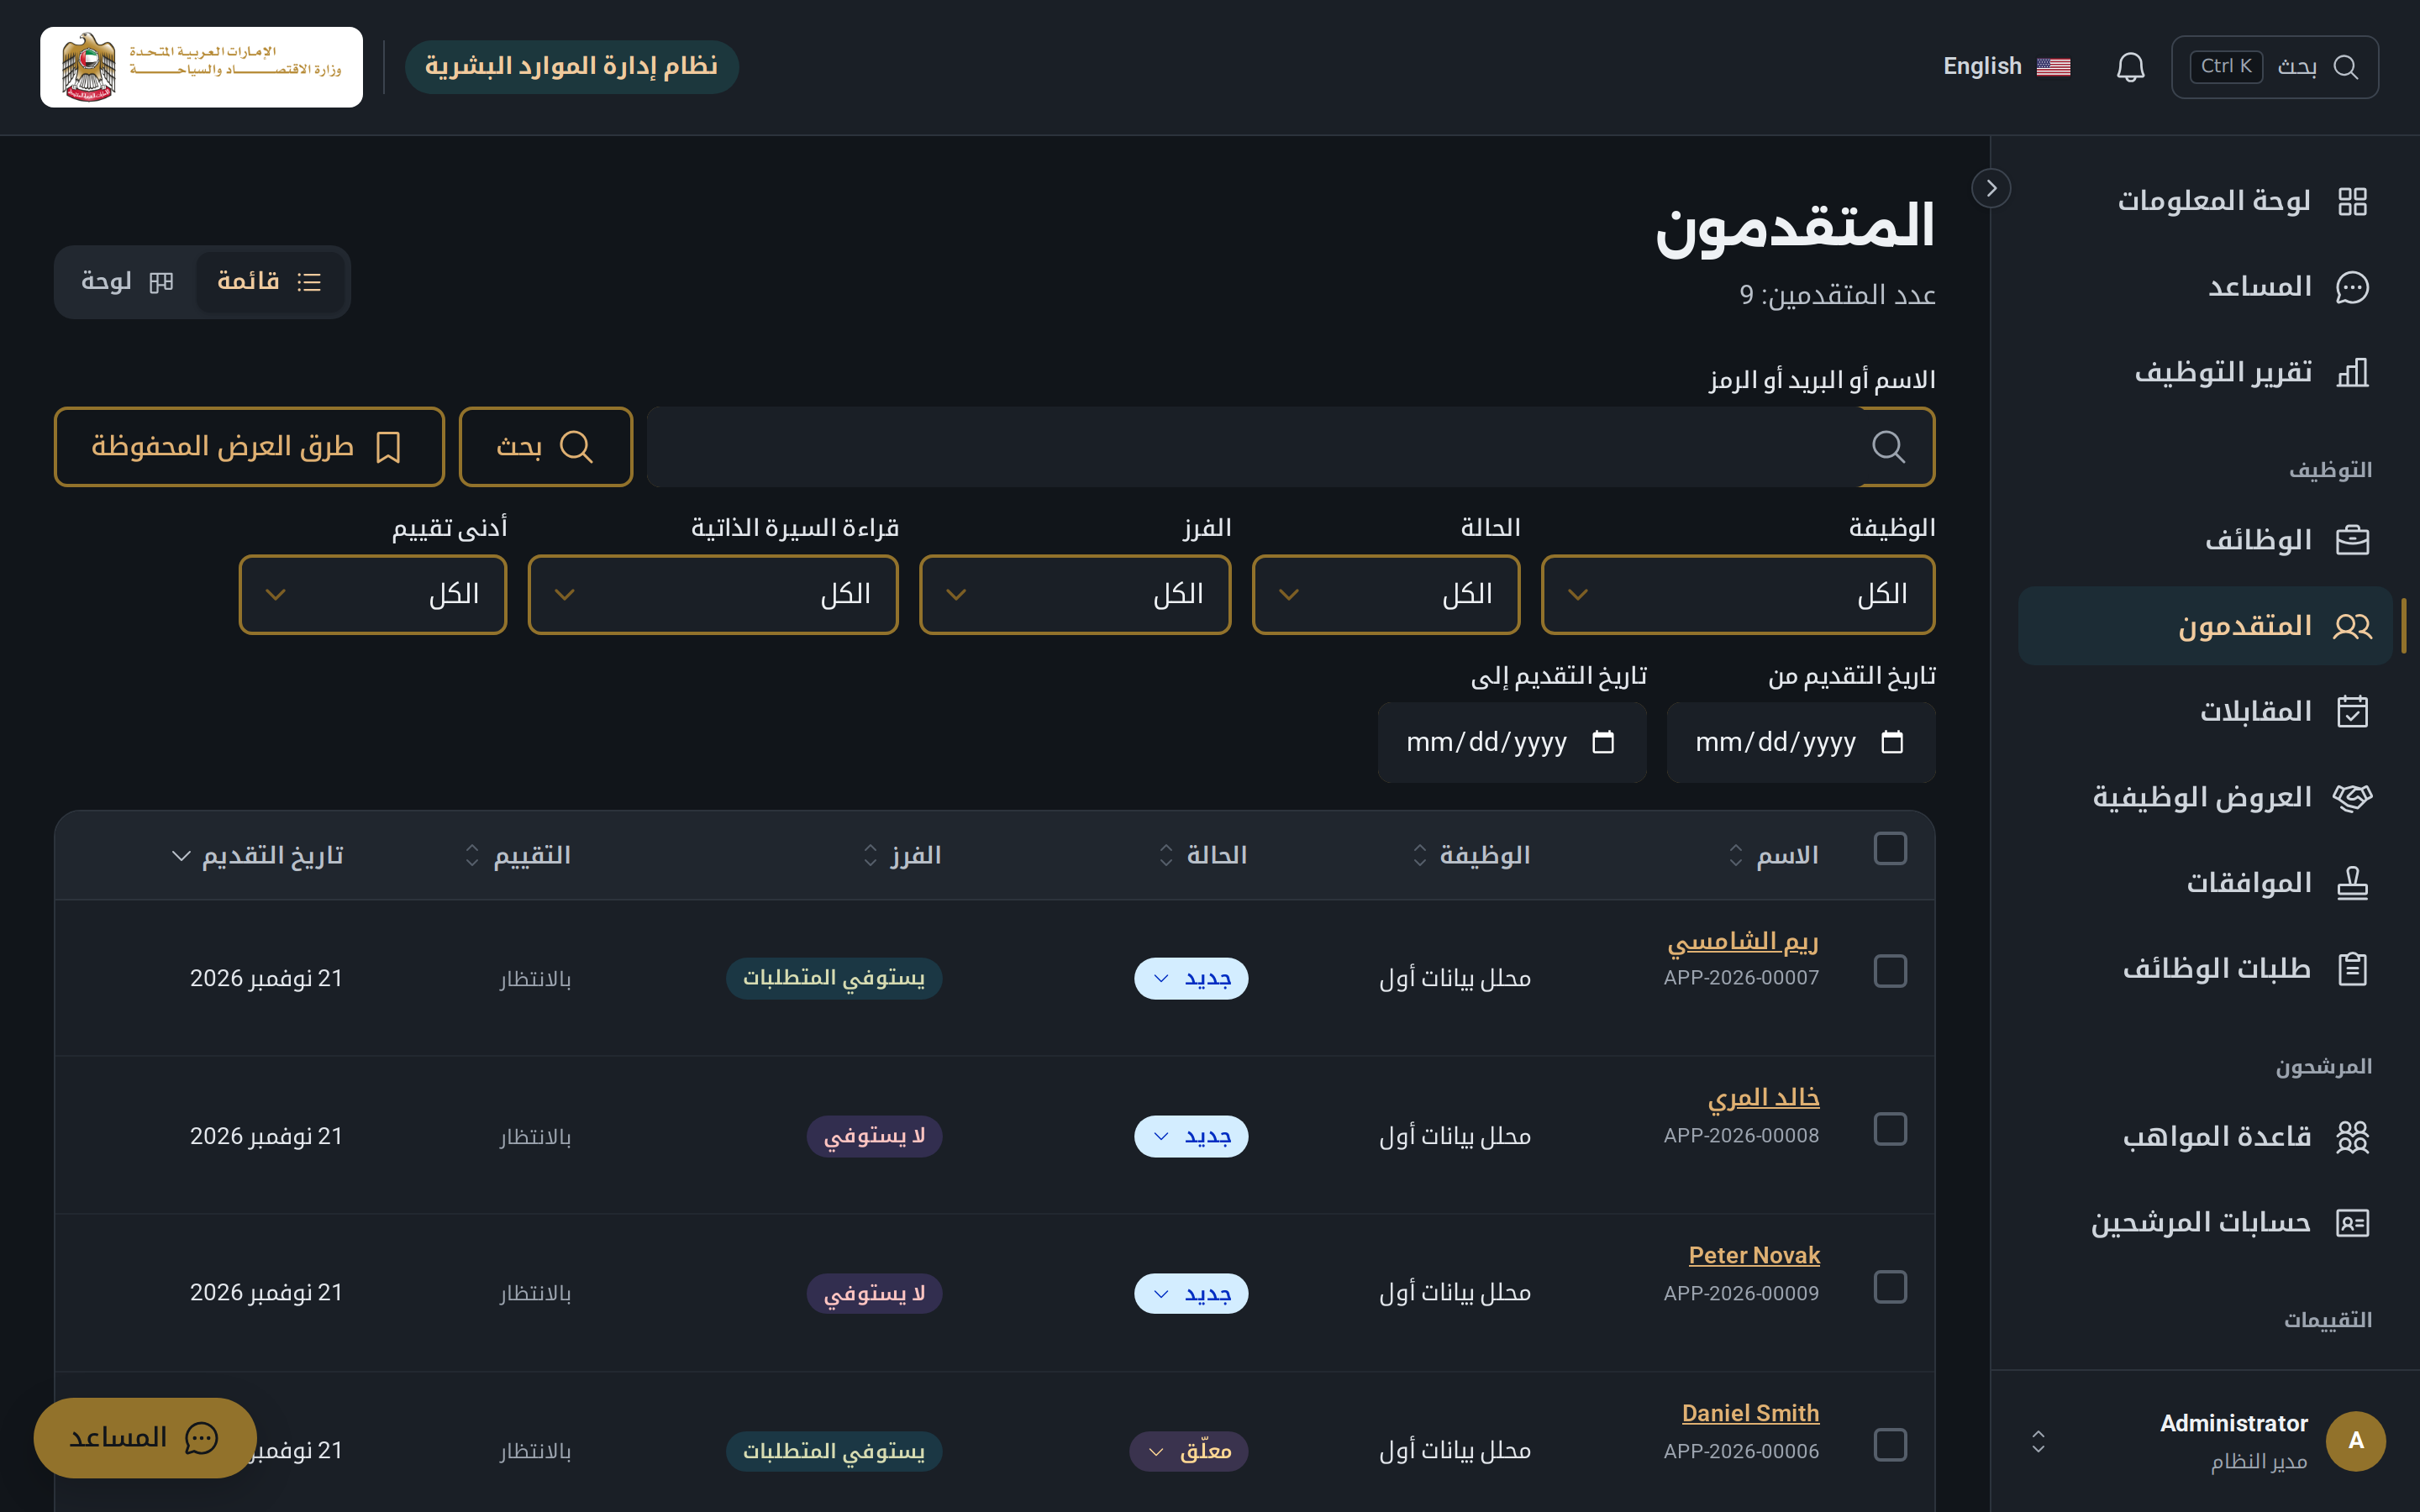 الإمارات العربية المتحدة
وزارة الاقتصاد والسياحة
نظام إدارة الموارد البشرية
English
بحث
Ctrl K
لوحة المعلومات
المساعد
تقرير التوظيف
التوظيف
الوظائف
المتقدمون
المقابلات
العروض الوظيفية
الموافقات
طلبات الوظائف
المرشحون
قاعدة المواهب
حسابات المرشحين
التقييمات
A
Administrator
مدير النظام
المتقدمون
عدد المتقدمين: 9
قائمة
لوحة
الاسم أو البريد أو الرمز
بحث
طرق العرض المحفوظة
الوظيفة
الحالة
الفرز
قراءة السيرة الذاتية
أدنى تقييم
الكل
الكل
الكل
الكل
الكل
تاريخ التقديم من
تاريخ التقديم إلى
mm/dd/yyyy
mm/dd/yyyy
الاسم الوظيفة الحالة الفرز التقييم تاريخ التقديم
ريم الشامسي
APP-2026-00007
محلل بيانات أول جديد يستوفي المتطلبات بالانتظار 21 نوفمبر 2026
خالد المري
APP-2026-00008
محلل بيانات أول جديد لا يستوفي بالانتظار 21 نوفمبر 2026
Peter Novak
APP-2026-00009
محلل بيانات أول جديد لا يستوفي بالانتظار 21 نوفمبر 2026
Daniel Smith
APP-2026-00006
محلل بيانات أول معلّق يستوفي المتطلبات بالانتظار 21 نوفمبر
المساعد